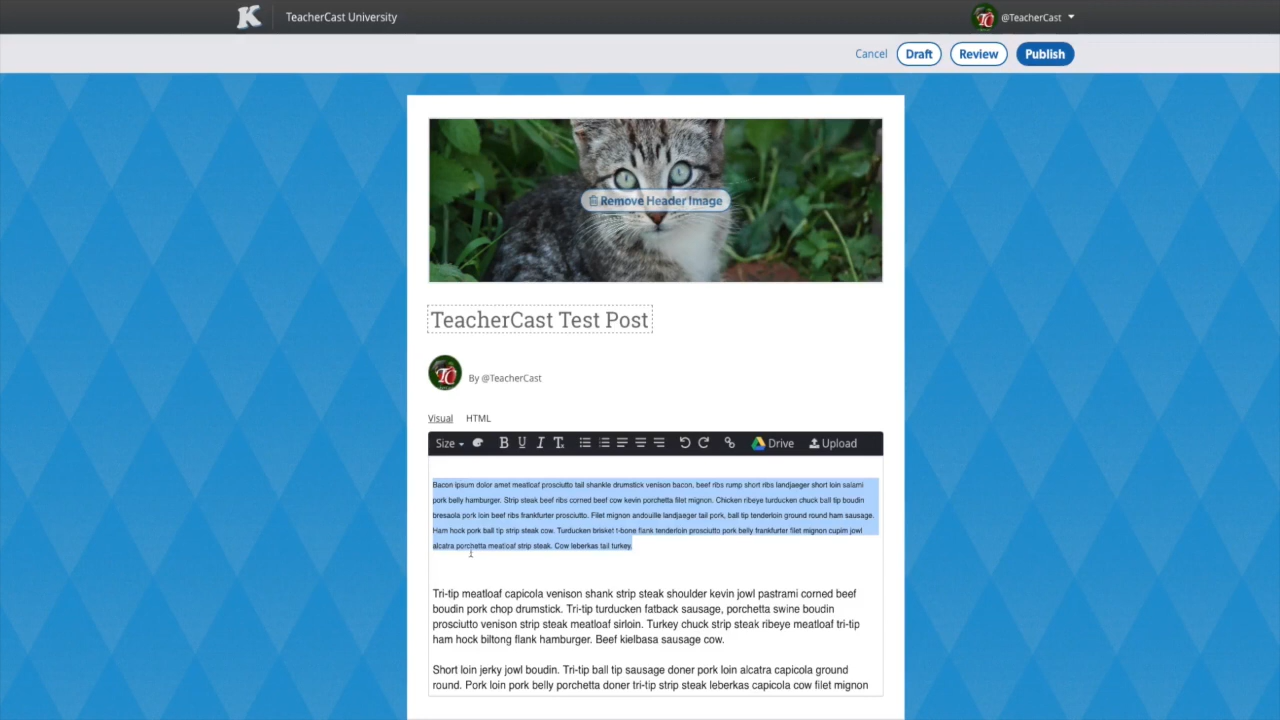 K TeacherCast University @TeacherCast
Cancel Draft Review Publish
Remove Header Image
TeacherCast Test Post
TC By @TeacherCast
Visual HTML
Size B U I Tx Drive Upload
Bacon ipsum dolor amet meatloaf prosciutto tail shankle drumstick venison bacon, beef ribs rump short ribs landjaeger short loin salami
pork belly hamburger. Strip steak beef ribs corned beef cow kevin porchetta filet mignon. Chicken ribeye turducken chuck ball tip boudin
bresaola pork loin beef ribs frankfurter prosciutto. Filet mignon andouille landjaeger tail pork, ball tip tenderloin ground round ham sausage.
Ham hock pork ball tip strip steak cow. Turducken brisket t-bone flank tenderloin prosciutto pork belly frankfurter filet mignon cupim jowl
alcatra porchetta meatloaf strip steak. Cow leberkas tail turkey.
Tri-tip meatloaf capicola venison shank strip steak shoulder kevin jowl pastrami corned beef
boudin pork chop drumstick. Tri-tip turducken fatback sausage, porchetta swine boudin
prosciutto venison strip steak meatloaf sirloin. Turkey chuck strip steak ribeye meatloaf tri-tip
ham hock biltong flank hamburger. Beef kielbasa sausage cow.
Short loin jerky jowl boudin. Tri-tip ball tip sausage doner pork loin alcatra capicola ground
round. Pork loin pork belly porchetta doner tri-tip strip steak leberkas capicola cow filet mignon